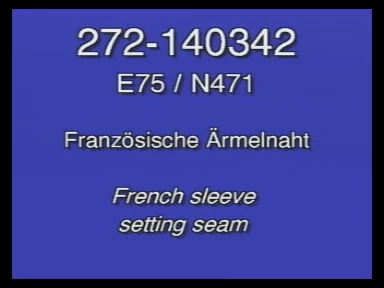 272-140342
E75 / N471
Französische Ärmelnaht
French sleeve
setting seam